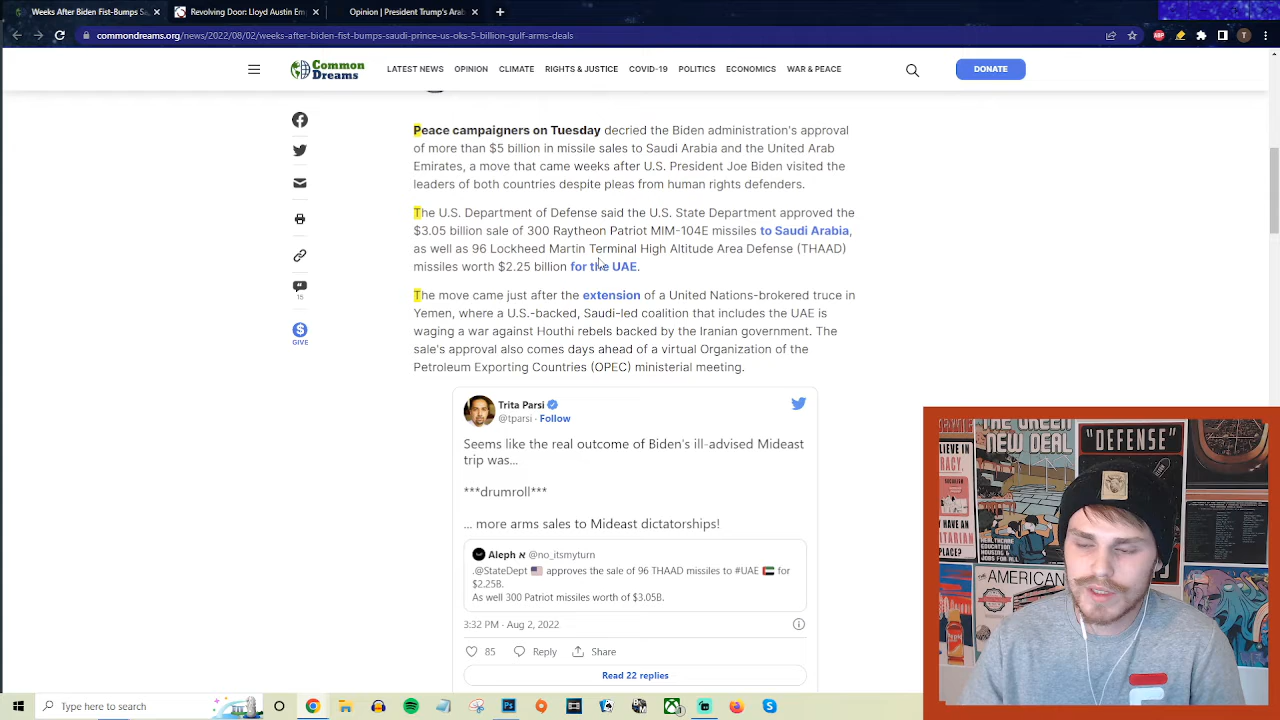 Weeks After Biden Fist-Bumps Sa
Revolving Door: Lloyd Austin Em
Opinion | President Trump's Arab
commondreams.org/news/2022/08/02/weeks-after-biden-fist-bumps-saudi-prince-us-oks-5-billion-gulf-arms-deals
Common
Dreams
LATEST NEWS OPINION CLIMATE RIGHTS & JUSTICE COVID-19 POLITICS ECONOMICS WAR & PEACE
DONATE
Peace campaigners on Tuesday decried the Biden administration's approval
of more than $5 billion in missile sales to Saudi Arabia and the United Arab
Emirates, a move that came weeks after U.S. President Joe Biden visited the
leaders of both countries despite pleas from human rights defenders.
The U.S. Department of Defense said the U.S. State Department approved the
$3.05 billion sale of 300 Raytheon Patriot MIM-104E missiles to Saudi Arabia,
as well as 96 Lockheed Martin Terminal High Altitude Area Defense (THAAD)
missiles worth $2.25 billion for the UAE.
15
GIVE
The move came just after the extension of a United Nations-brokered truce in
Yemen, where a U.S.-backed, Saudi-led coalition that includes the UAE is
waging a war against Houthi rebels backed by the Iranian government. The
sale's approval also comes days ahead of a virtual Organization of the
Petroleum Exporting Countries (OPEC) ministerial meeting.
Trita Parsi
@tparsi · Follow
Seems like the real outcome of Biden's ill-advised Mideast
trip was...
***drumroll***
... more arms sales to Mideast dictatorships!
Aleph א @no_itsmyturn
.@StateDept 🇺🇸 approves the sale of 96 THAAD missiles to #UAE 🇦🇪 for
$2.25B.
As well 300 Patriot missiles worth of $3.05B.
3:32 PM · Aug 2, 2022
85 Reply Share
Read 22 replies
THE GREEN
NEW DEAL
"DEFENSE"
HEALTHCARE
EDUCATION
HOUSING &
JOBS FOR ALL
THE AMERICAN
Type here to search